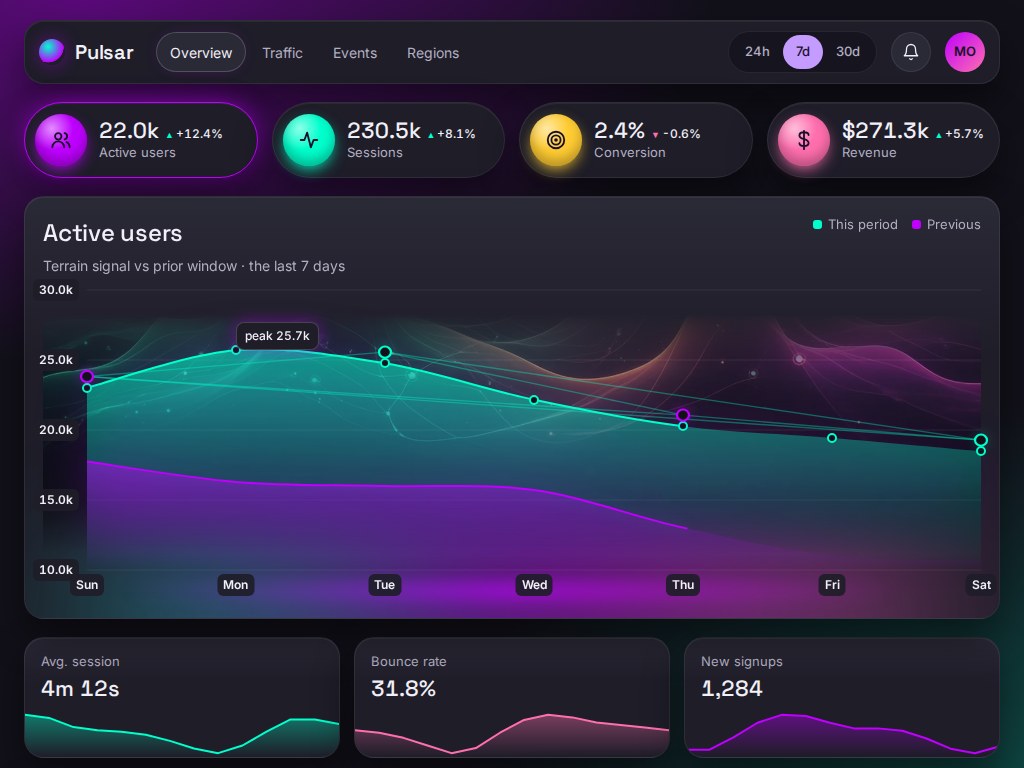 Pulsar
Overview
Traffic
Events
Regions
24h
7d
30d
MO
22.0k ▲ +12.4%
Active users
230.5k ▲ +8.1%
Sessions
2.4% ▼ -0.6%
Conversion
$271.3k ▲ +5.7%
Revenue
Active users
This period
Previous
Terrain signal vs prior window · the last 7 days
30.0k
peak 25.7k
25.0k
20.0k
15.0k
10.0k
Sun
Mon
Tue
Wed
Thu
Fri
Sat
Avg. session
4m 12s
Bounce rate
31.8%
New signups
1,284